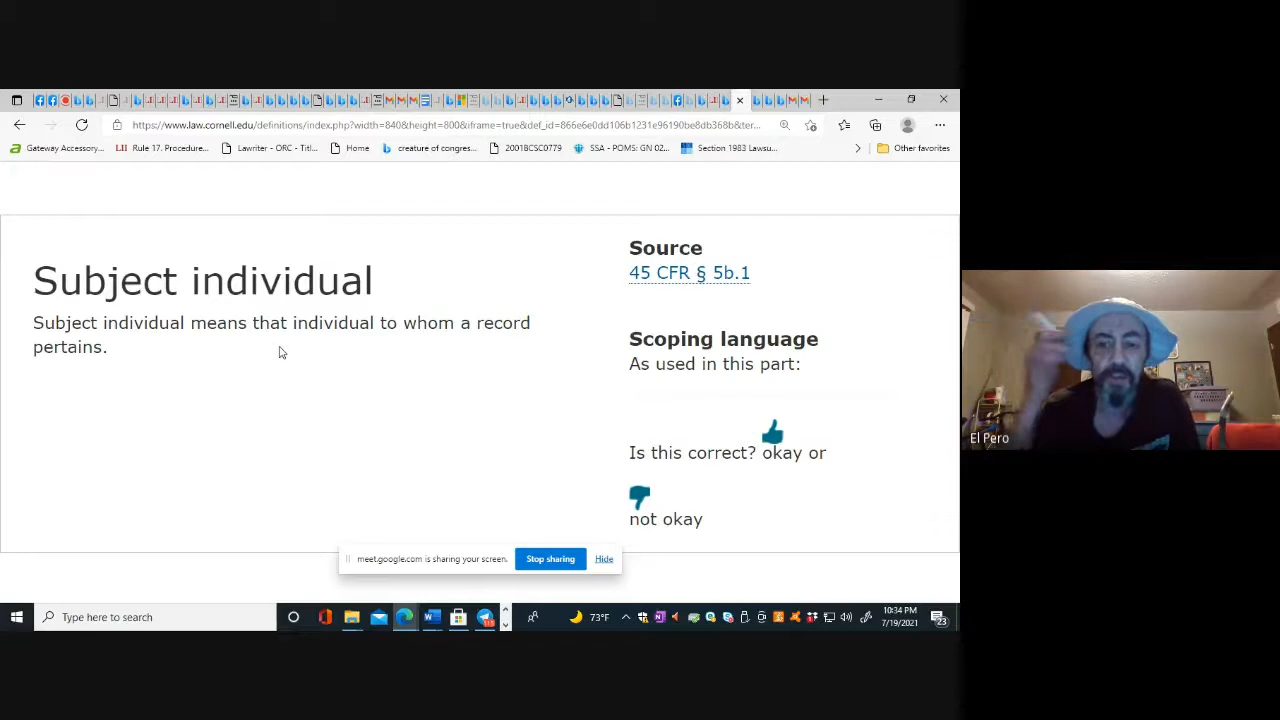 https://www.law.cornell.edu/definitions/index.php?width=840&height=800&iframe=true&def_id=866e6e0dd106b1231e96190be8db368b&ter...
Gateway Accessory... LII Rule 17. Procedure... Lawriter - ORC - Titl... Home creature of congres... 20018CSC0779 SSA - POMS: GN 02... Section 1983 Lawsu... Other favorites
Subject individual
Subject individual means that individual to whom a record
pertains.
Source
45 CFR § 5b.1
Scoping language
As used in this part:
Is this correct? okay or
not okay
El Pero
meet.google.com is sharing your screen. Stop sharing Hide
Type here to search
73°F
10:34 PM
7/19/2021
23